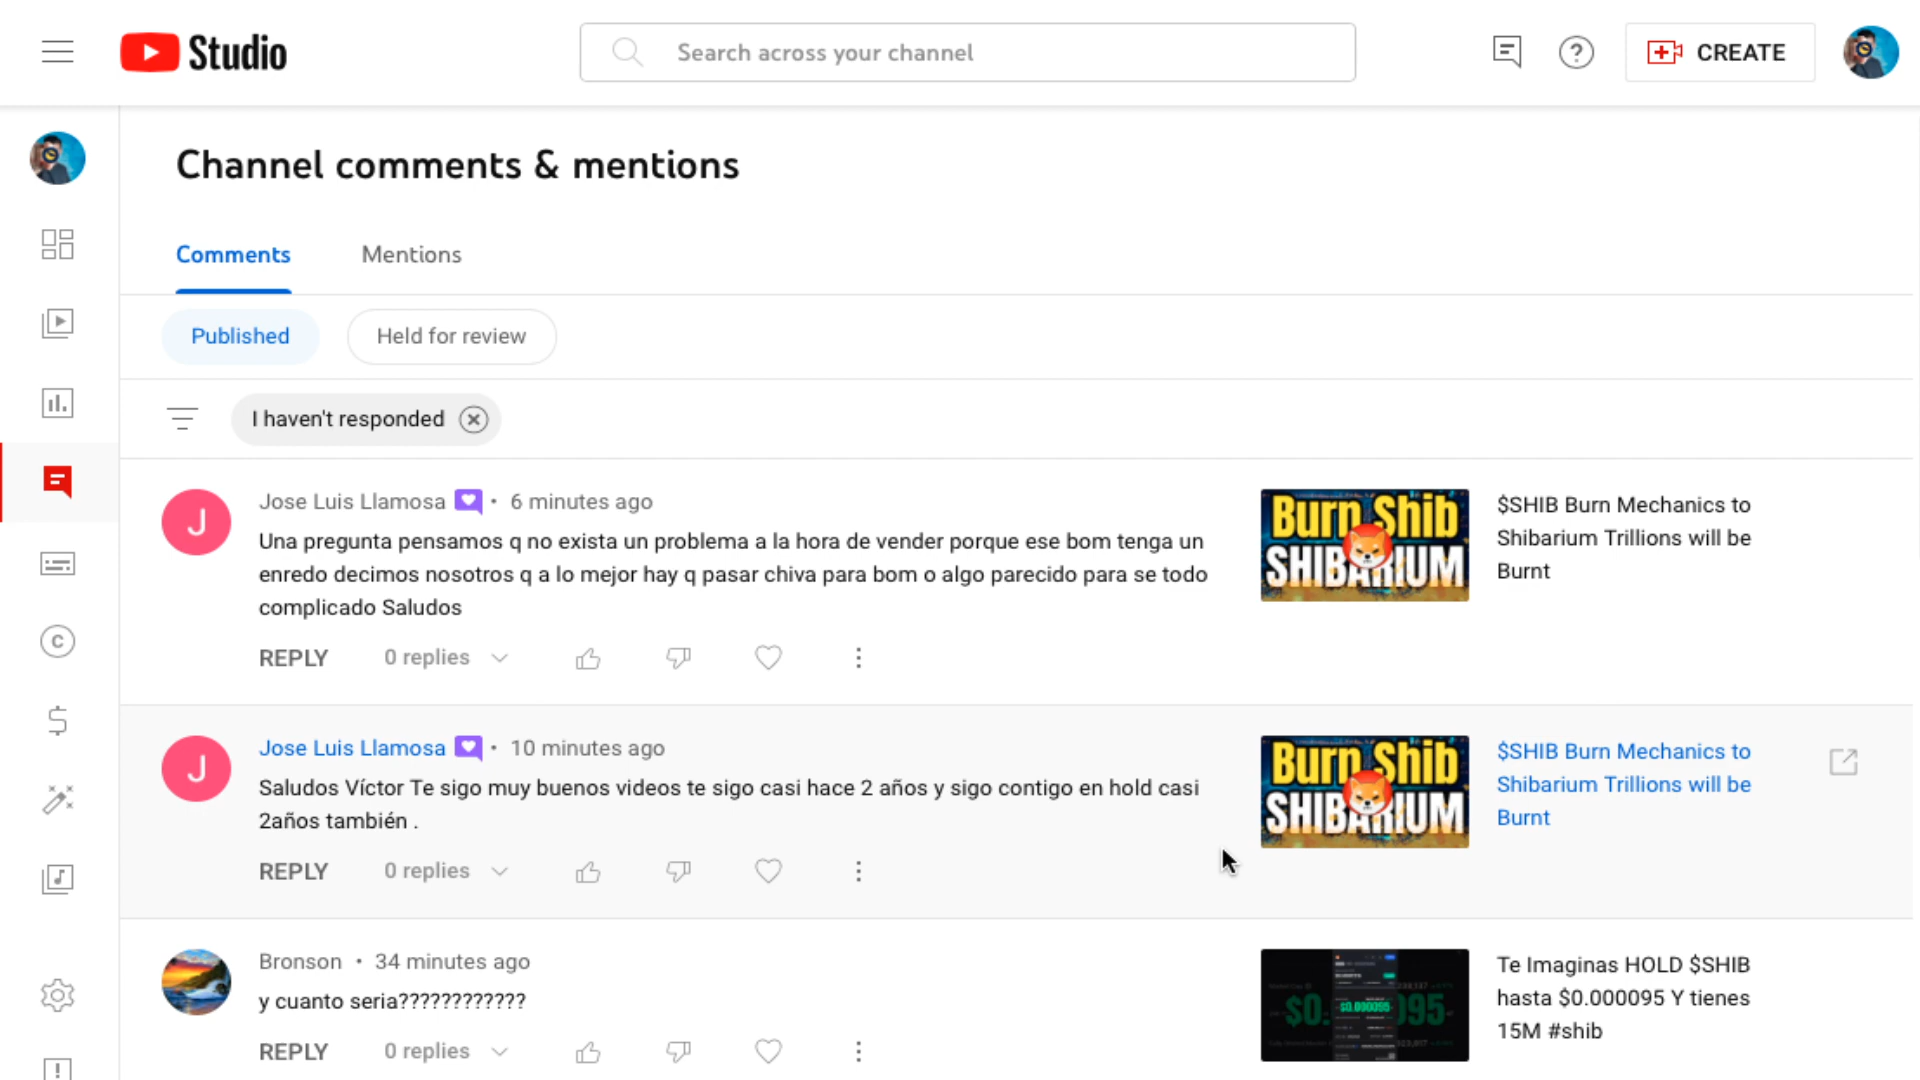 Studio
Search across your channel
CREATE
Channel comments & mentions
Comments
Mentions
Published
Held for review
I haven't responded
Jose Luis Llamosa • 6 minutes ago
Una pregunta pensamos q no exista un problema a la hora de vender porque ese bom tenga un
enredo decimos nosotros q a lo mejor hay q pasar chiva para bom o algo parecido para se todo
complicado Saludos
REPLY
0 replies
Burn Shib
SHIBARIUM
$SHIB Burn Mechanics to
Shibarium Trillions will be
Burnt
Jose Luis Llamosa • 10 minutes ago
Saludos Víctor Te sigo muy buenos videos te sigo casi hace 2 años y sigo contigo en hold casi
2años también .
REPLY
0 replies
Burn Shib
SHIBARIUM
$SHIB Burn Mechanics to
Shibarium Trillions will be
Burnt
Bronson • 34 minutes ago
y cuanto seria????????????
REPLY
0 replies
$0.000095
Te Imaginas HOLD $SHIB
hasta $0.000095 Y tienes
15M #shib
J
J